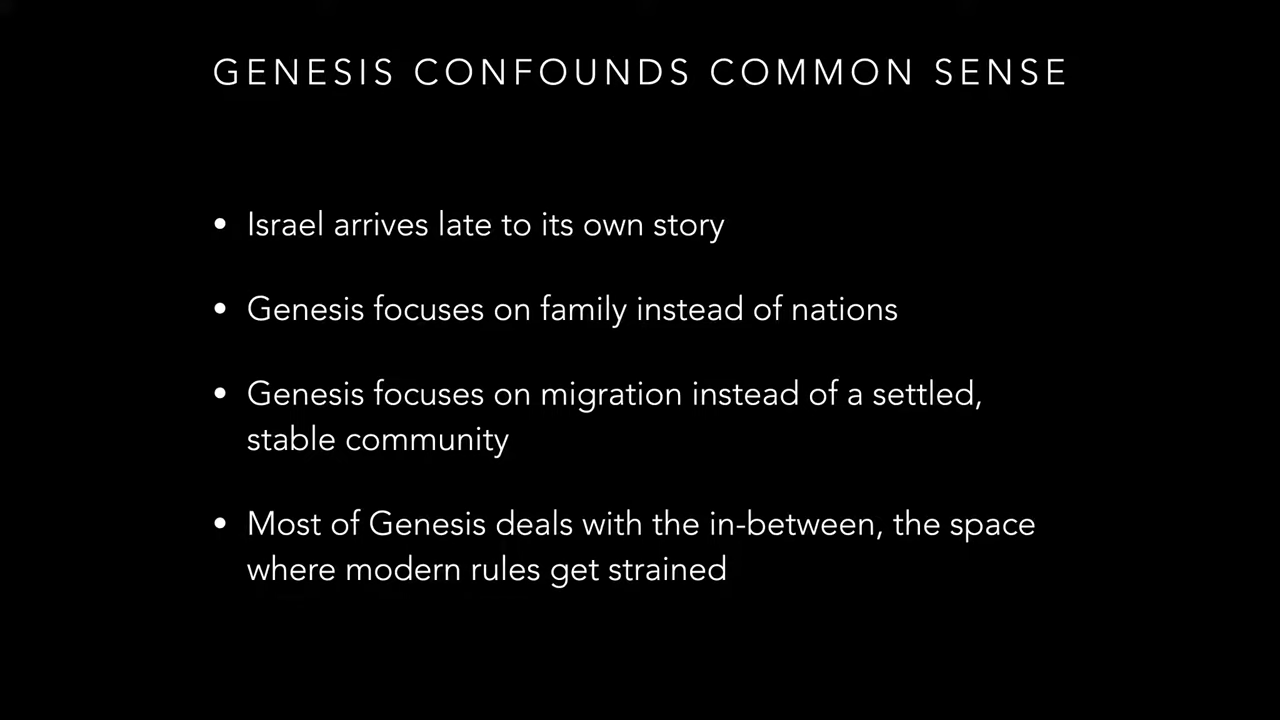 GENESIS CONFOUNDS COMMON SENSE
• Israel arrives late to its own story
• Genesis focuses on family instead of nations
• Genesis focuses on migration instead of a settled,
stable community
• Most of Genesis deals with the in-between, the space
where modern rules get strained